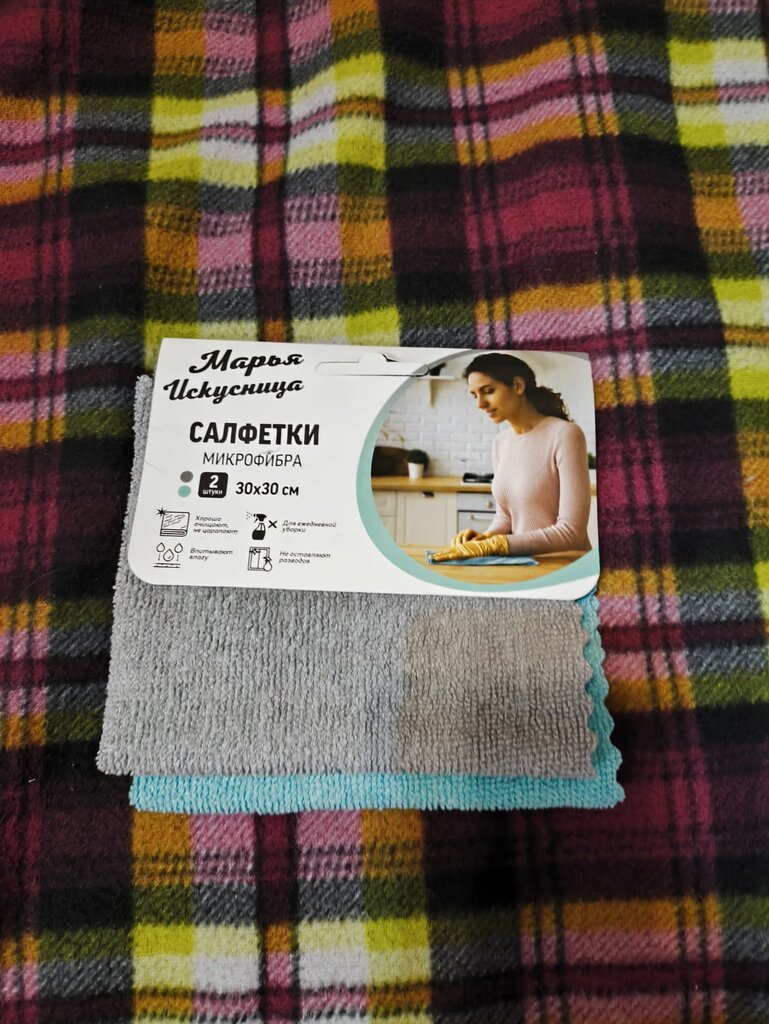 Марья
Искусница
САЛФЕТКИ
МИКРОФИБРА
2
штуки
30х30 см
Хорошо
очищают,
не царапают
Для ежедневной
уборки
Впитывают
влагу
Не оставляют
разводов